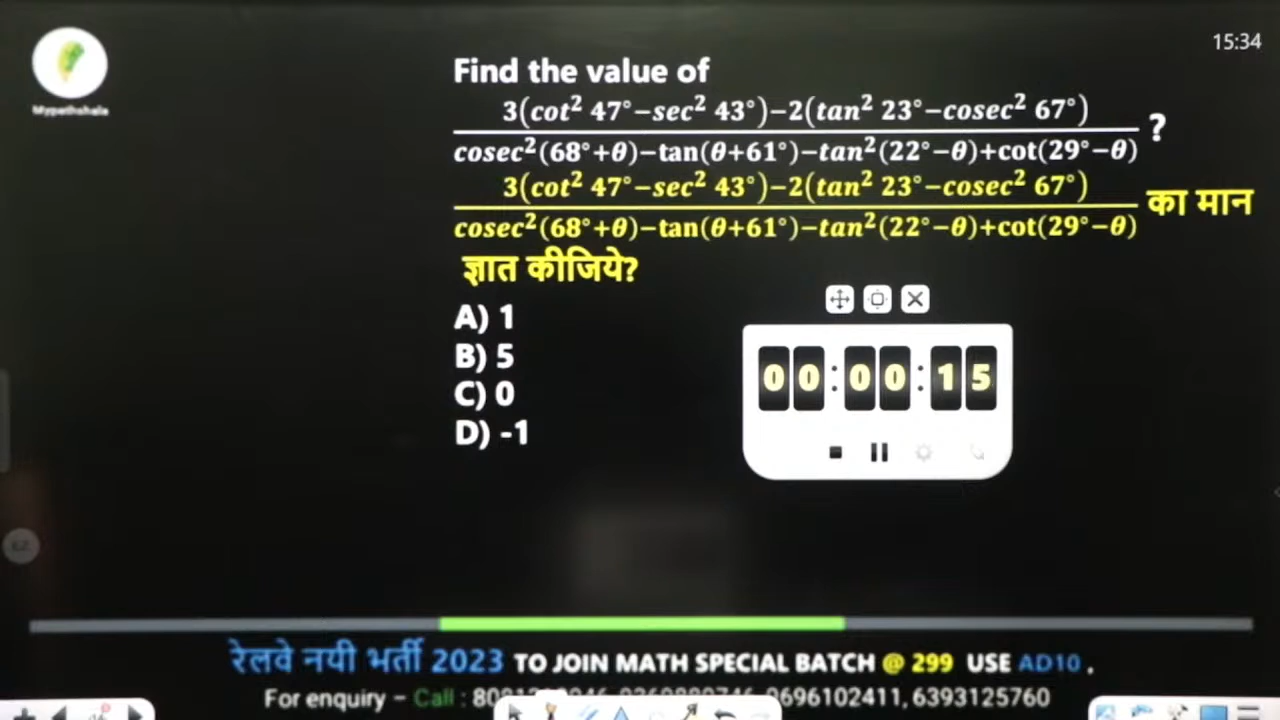 15:34
Mypathshala
Find the value of
3(cot² 47°−sec² 43°)−2(tan² 23°−cosec² 67°)
cosec²(68°+θ)−tan(θ+61°)−tan²(22°−θ)+cot(29°−θ)
?
3(cot² 47°−sec² 43°)−2(tan² 23°−cosec² 67°)
cosec²(68°+θ)−tan(θ+61°)−tan²(22°−θ)+cot(29°−θ)
का मान
ज्ञात कीजिये?
A) 1
B) 5
C) 0
D) -1
00:00:15
62
रेलवे नयी भर्ती 2023 TO JOIN MATH SPECIAL BATCH @ 299 USE AD10 .
For enquiry – Call : 9696102411, 6393125760